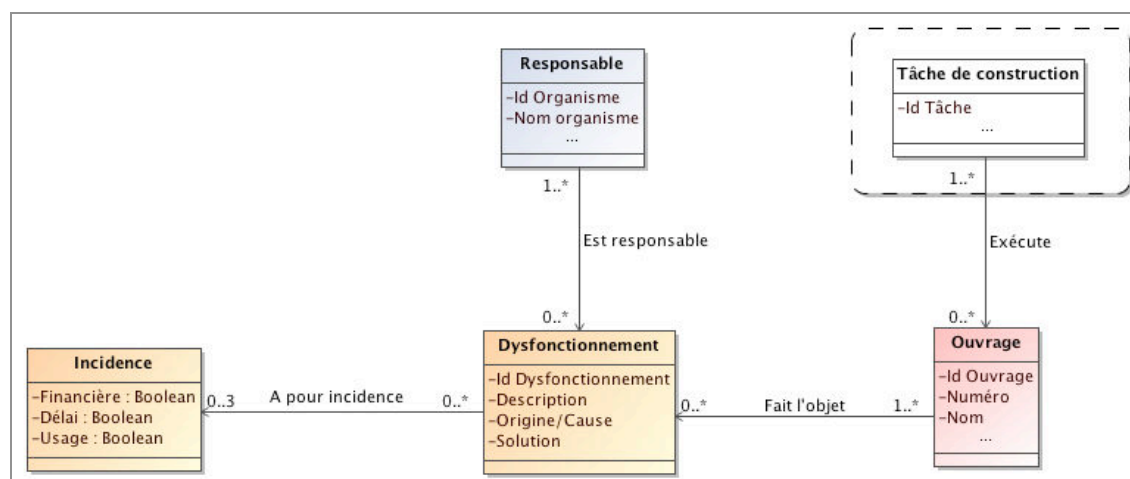 Responsable
-Id Organisme
-Nom organisme
...
Tâche de construction
-Id Tâche
...
1..*
1..*
Est responsable
Exécute
0..*
0..*
Incidence
-Financière : Boolean
-Délai : Boolean
-Usage : Boolean
0..3
A pour incidence
0..*
Dysfonctionnement
-Id Dysfonctionnement
-Description
-Origine/Cause
-Solution
0..*
Fait l'objet
1..*
Ouvrage
-Id Ouvrage
-Numéro
-Nom
...